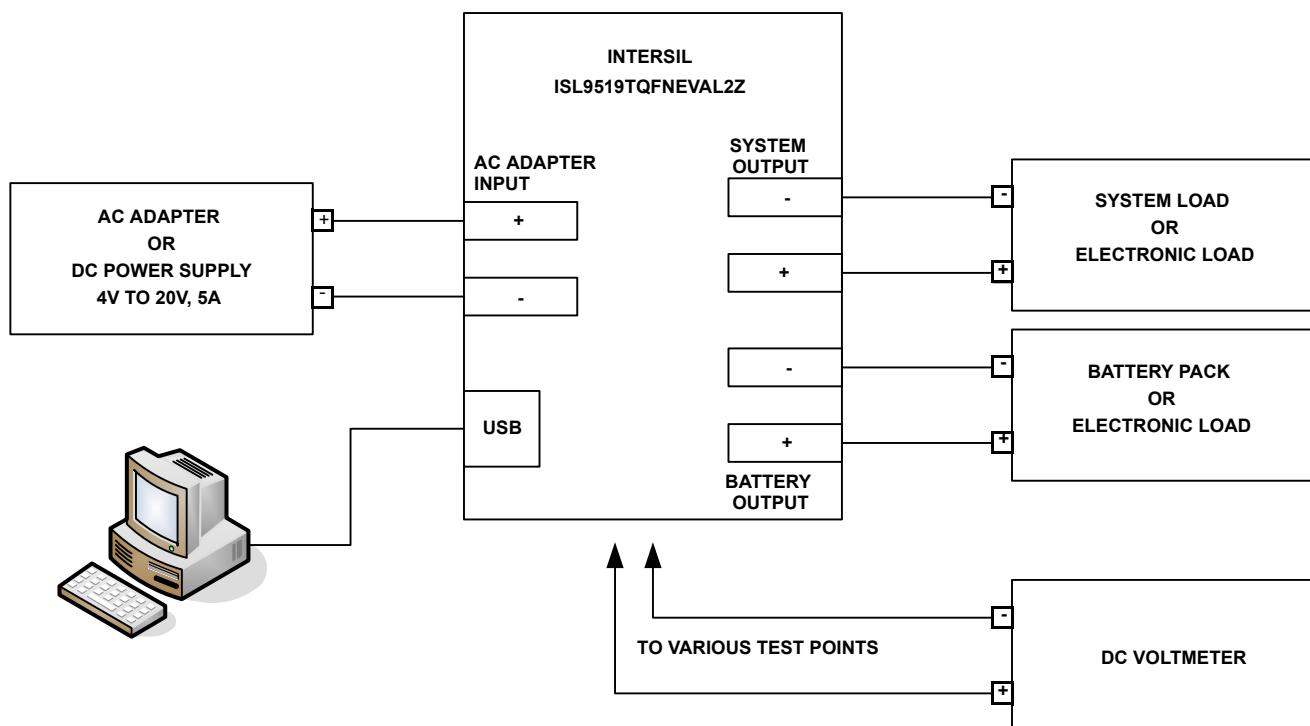 INTERSIL
ISL9519TQFNEVAL2Z
AC ADAPTER
INPUT
+
-
USB
SYSTEM
OUTPUT
-
+
-
+
BATTERY
OUTPUT
AC ADAPTER
OR
DC POWER SUPPLY
4V TO 20V, 5A
+
-
-
+
SYSTEM LOAD
OR
ELECTRONIC LOAD
-
+
BATTERY PACK
OR
ELECTRONIC LOAD
TO VARIOUS TEST POINTS
-
+
DC VOLTMETER